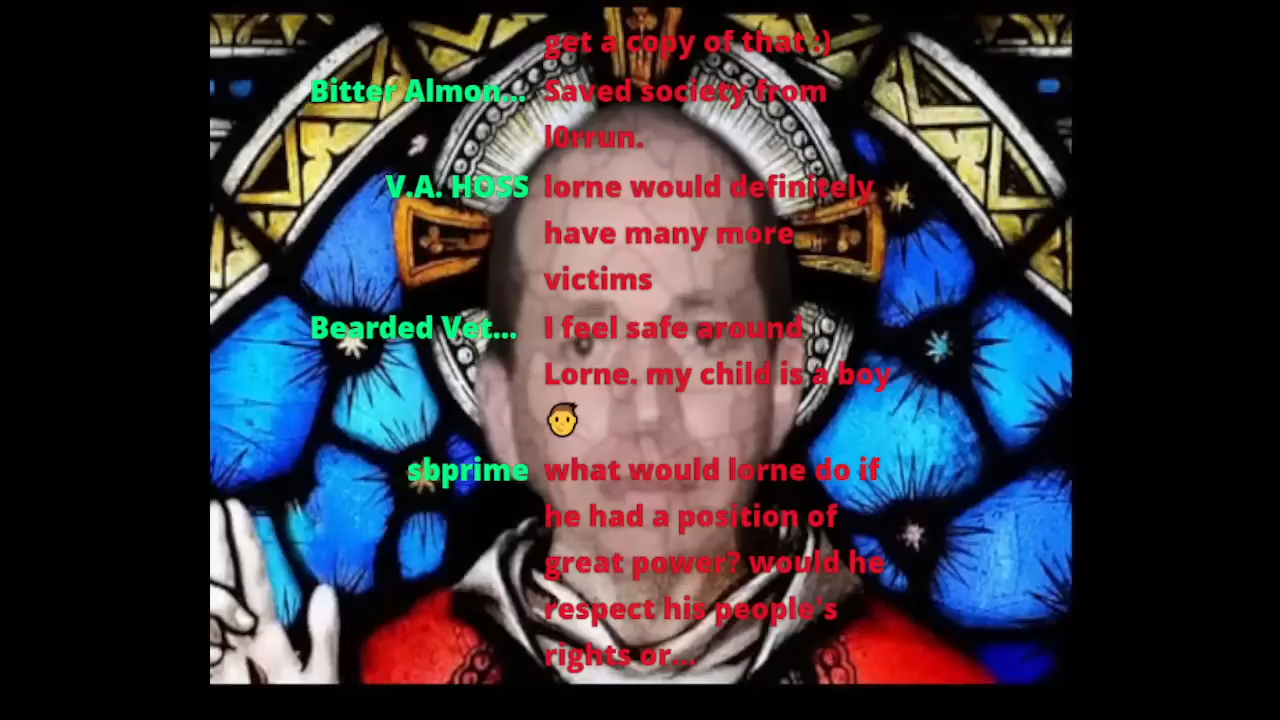 get a copy of that :)
Bitter Almon... Saved society from
l0rrun.
V.A. HOSS lorne would definitely
have many more
victims
Bearded Vet... I feel safe around
Lorne. my child is a boy
👦
sbprime what would lorne do if
he had a position of
great power? would he
respect his people's
rights or...